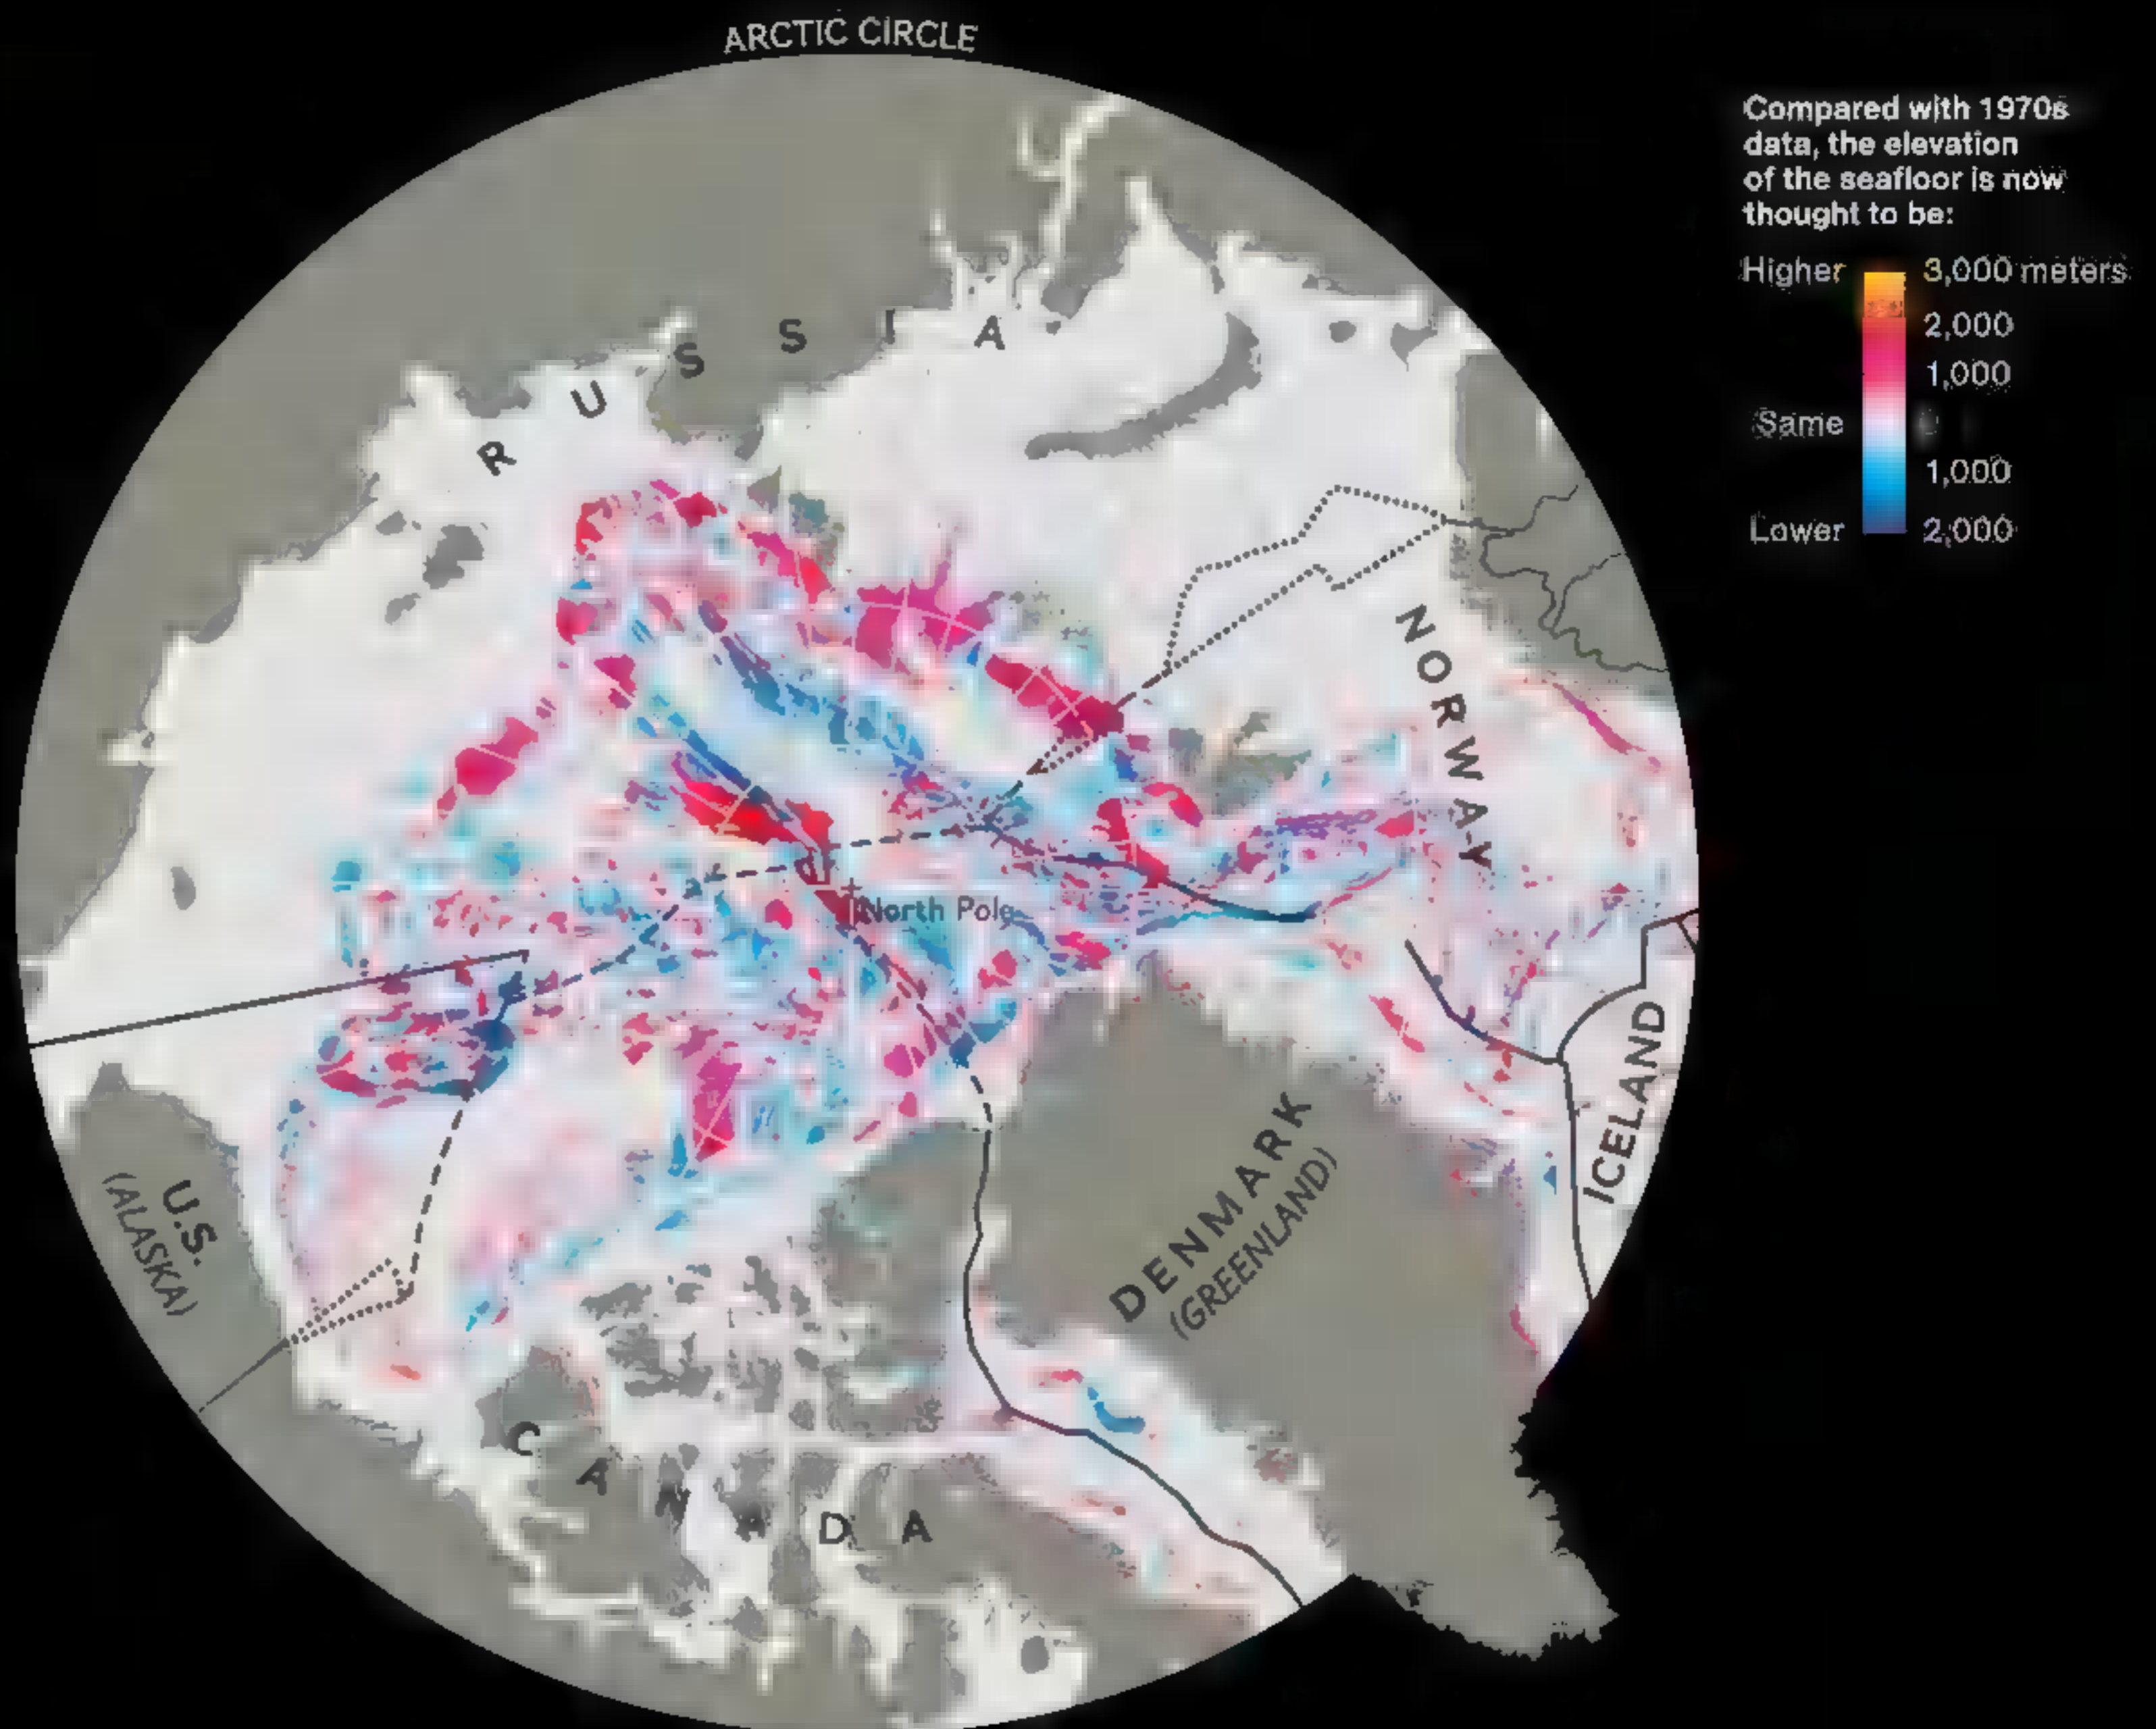 ARCTIC CIRCLE
Compared with 1970s
data, the elevation
of the seafloor is now
thought to be:
Higher 3,000 meters
2,000
1,000
Same 0
1,000
Lower 2,000
RUSSIA
NORWAY
North Pole
ICELAND
DENMARK
(GREENLAND)
U.S.
(ALASKA)
CANADA